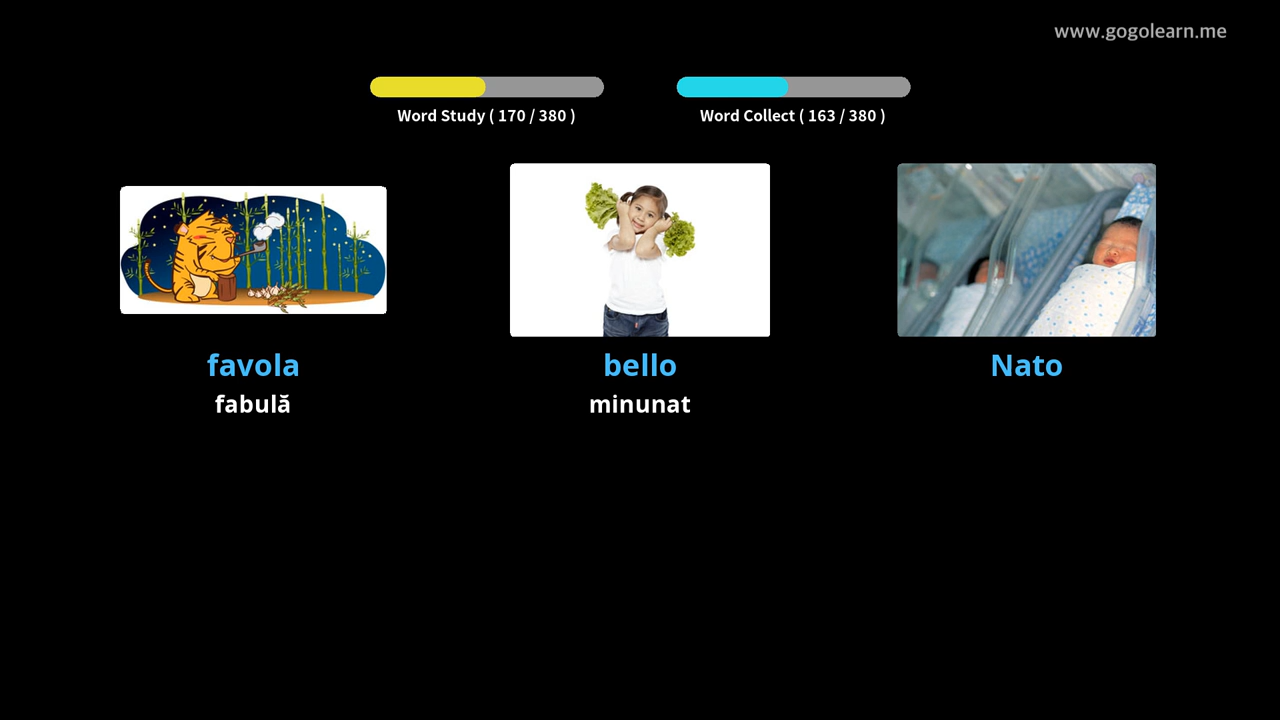 www.gogolearn.me
Word Study ( 170 / 380 )
Word Collect ( 163 / 380 )
favola
fabulă
bello
minunat
Nato